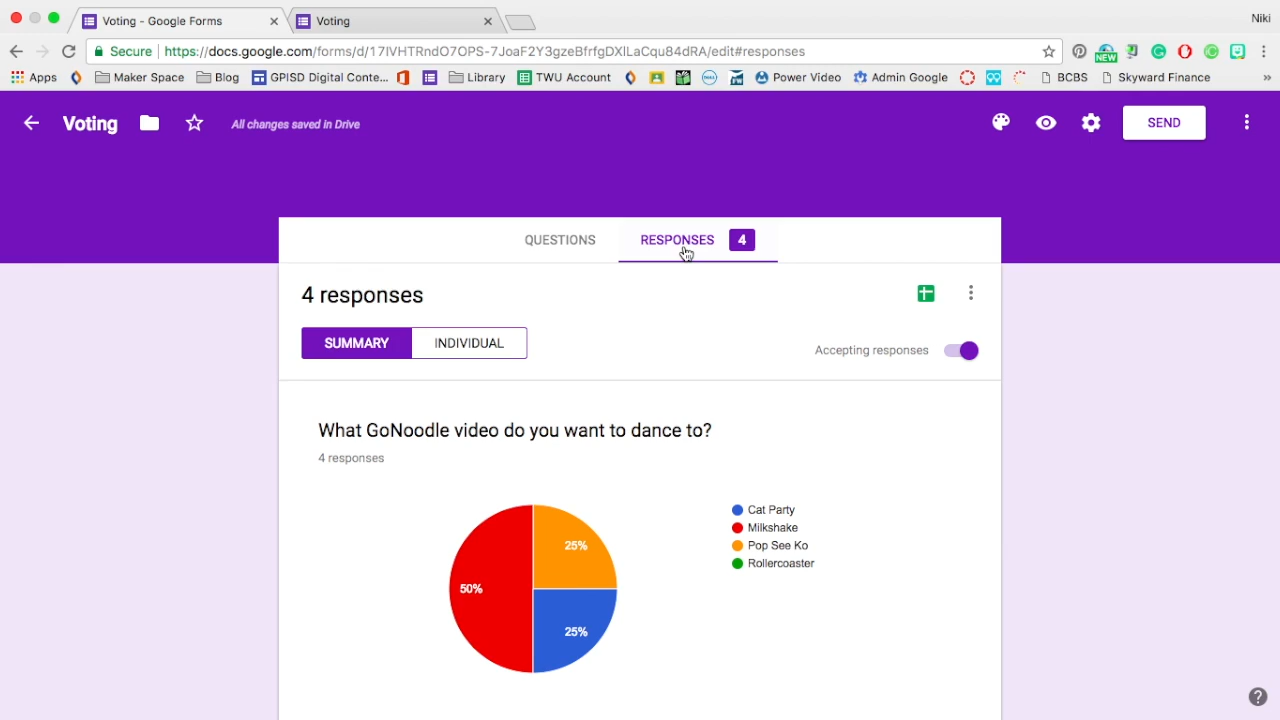 Voting - Google Forms
Voting
Niki
Secure https://docs.google.com/forms/d/17IVHTRndO7OPS-7JoaF2Y3gzeBfrfgDXILaCqu84dRA/edit#responses
NEW
Apps Maker Space Blog GPISD Digital Conte... Library TWU Account Power Video Admin Google BCBS Skyward Finance »
Voting All changes saved in Drive SEND
QUESTIONS RESPONSES 4
4 responses
SUMMARY INDIVIDUAL
Accepting responses
What GoNoodle video do you want to dance to?
4 responses
Cat Party
Milkshake
Pop See Ko
Rollercoaster
25%
50%
25%
?